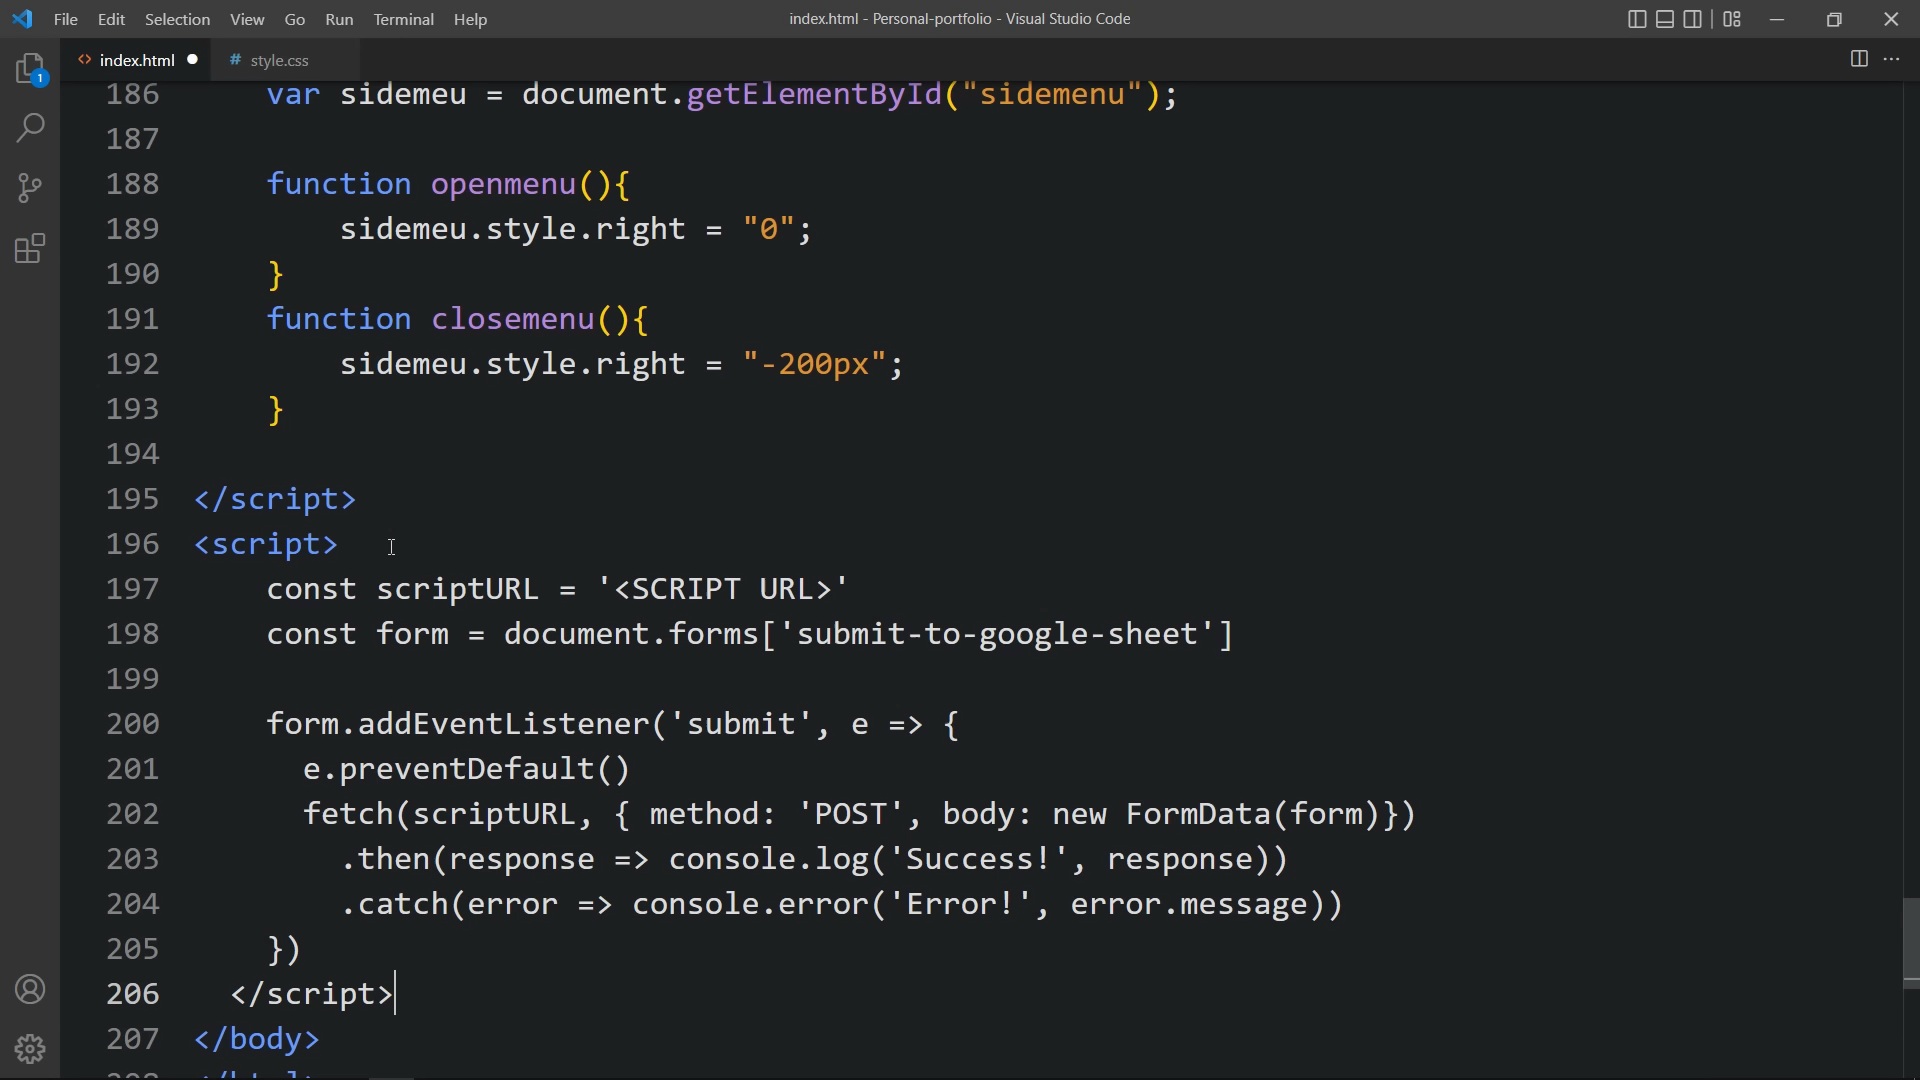 File Edit Selection View Go Run Terminal Help
index.html - Personal-portfolio - Visual Studio Code
1
<> index.html
# style.css
186 var sidemeu = document.getElementById("sidemenu");
187
188 function openmenu(){
189 sidemeu.style.right = "0";
190 }
191 function closemenu(){
192 sidemeu.style.right = "-200px";
193 }
194
195 </script>
196 <script>
197 const scriptURL = '<SCRIPT URL>'
198 const form = document.forms['submit-to-google-sheet']
199
200 form.addEventListener('submit', e => {
201 e.preventDefault()
202 fetch(scriptURL, { method: 'POST', body: new FormData(form)})
203 .then(response => console.log('Success!', response))
204 .catch(error => console.error('Error!', error.message))
205 })
206 </script>
207 </body>